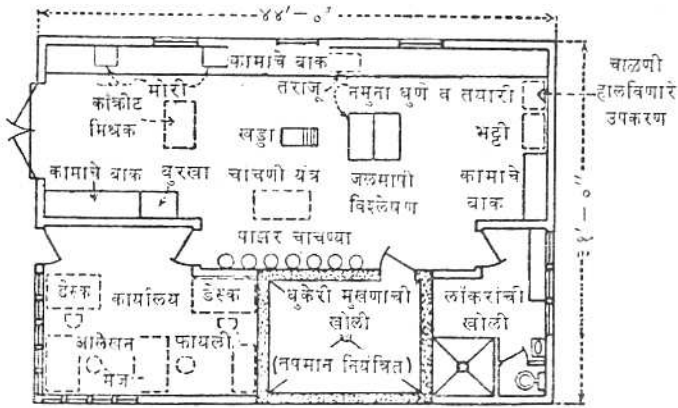 ४४'-०"
कामाचे बाक
चाळणी
हालविणारे
उपकरण
मोरी
तराजू
नमुना धुणे व तयारी
काँक्रीट
मिश्रक
खड्डा
भट्टी
कामाचे बाक
बुरखा
चाचणी यंत्र
जलमापी
विश्लेषण
कामाचे
बाक
पाझर चाचण्या
डेस्क
कार्यालय
डेस्क
धुकेरी मुखणाची
खोली
लॉकरांची
खोली
आलेखन
मेज
फायली
(तपमान नियंत्रित)